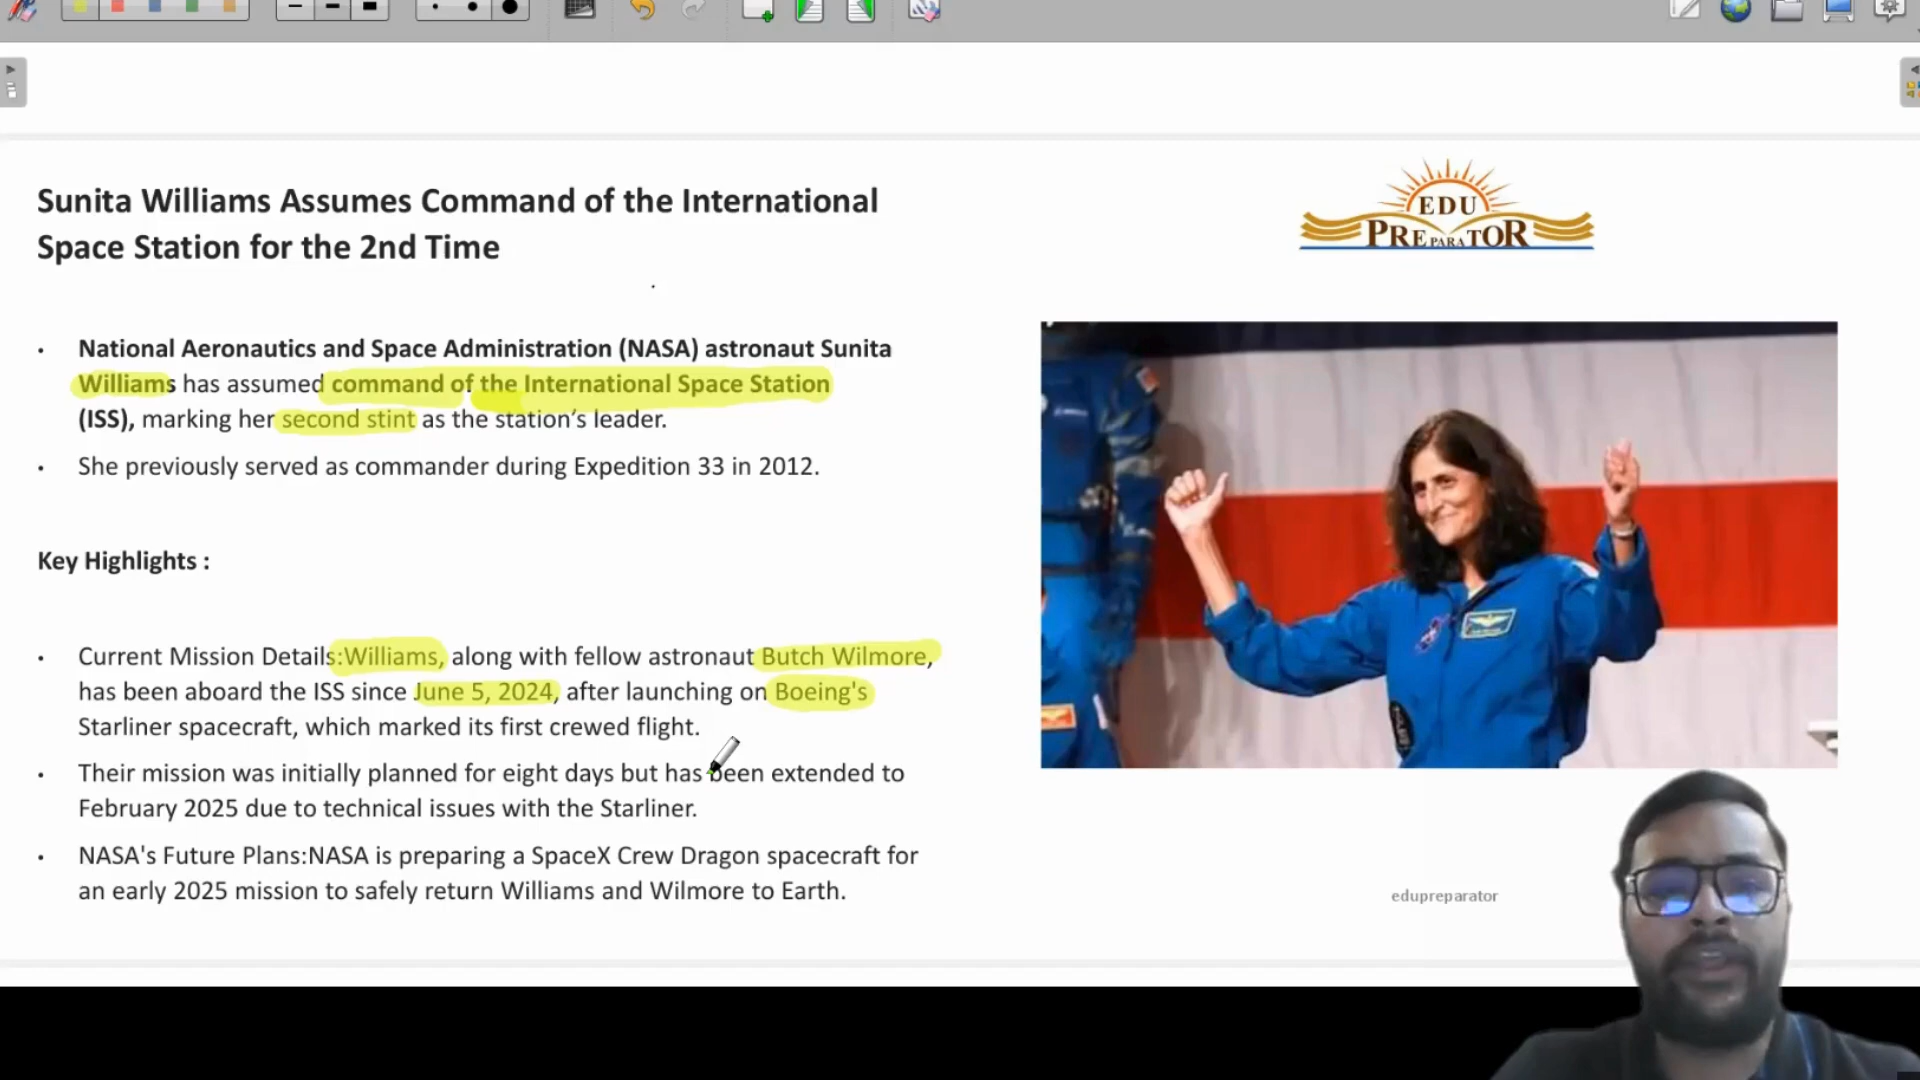 Sunita Williams Assumes Command of the International
Space Station for the 2nd Time
EDU
PREPARATOR
• National Aeronautics and Space Administration (NASA) astronaut Sunita
Williams has assumed command of the International Space Station
(ISS), marking her second stint as the station’s leader.
• She previously served as commander during Expedition 33 in 2012.
Key Highlights :
• Current Mission Details:Williams, along with fellow astronaut Butch Wilmore,
has been aboard the ISS since June 5, 2024, after launching on Boeing's
Starliner spacecraft, which marked its first crewed flight.
• Their mission was initially planned for eight days but has been extended to
February 2025 due to technical issues with the Starliner.
• NASA's Future Plans:NASA is preparing a SpaceX Crew Dragon spacecraft for
an early 2025 mission to safely return Williams and Wilmore to Earth.
edupreparator